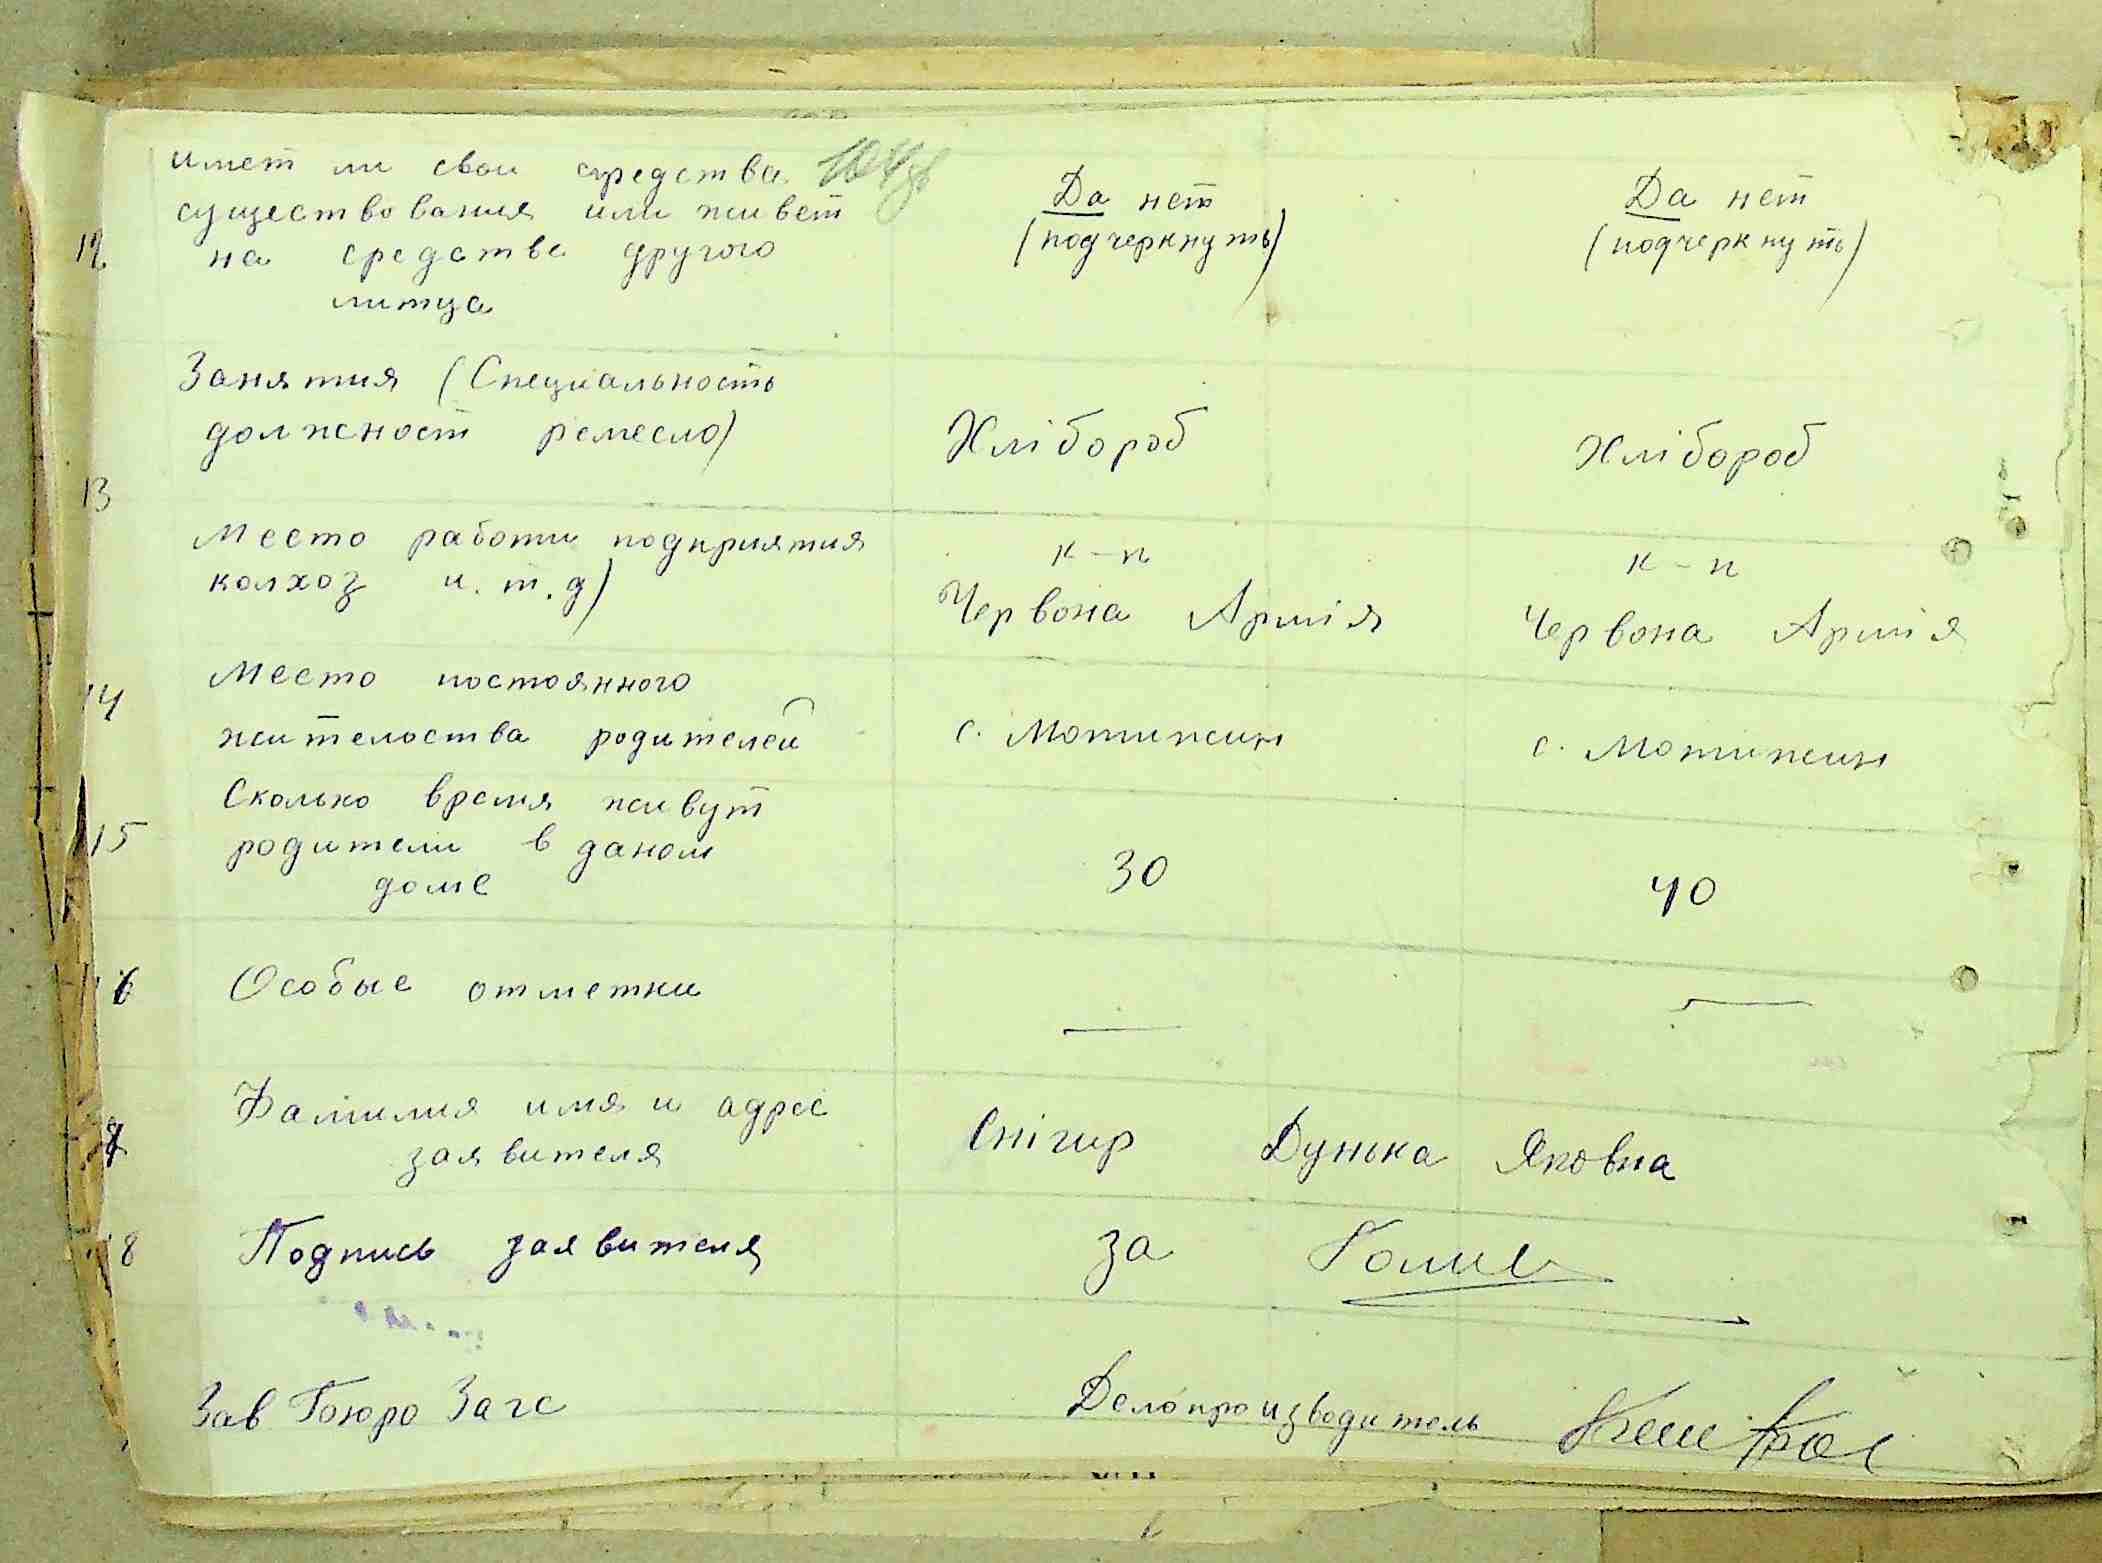 12 имет ли свои средства 104зв
существования или живет
на средства другого
литца
Да нет
(подчеркнуть)
Да нет
(подчеркнуть)
13 Занятия (Специальность
должност ремесло)
Хлібороб
Хлібороб
Место работи подприятия
колхоз и.т.д)
к-п
Червона Армія
к-п
Червона Армія
14 Место постоянного
жителоства родителей
с. Мотижин
с. Мотижин
15 Сколько время живут
родители в даном
доме
30
40
16 Особые отметки
—
—
Фамилия имя и адрес
заявителя
Снігир Дунька Яковна
18 Подпись заявителя
за
Зав Бюро Загс
Делопроизводитель